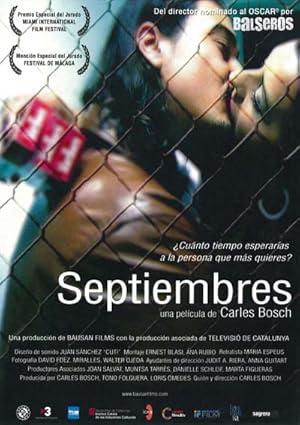 Premio Especial del Jurado
MIAMI INTERNATIONAL
FILM FESTIVAL
Mención Especial del Jurado
FESTIVAL DE MÁLAGA
Del director nominado al OSCAR® por
BALSEROS
¿Cuánto tiempo esperarías
a la persona que más quieres?
Septiembres
una película de Carles Bosch
Una producción de BAUSAN FILMS con la producción asociada de TELEVISIÓ DE CATALUNYA
Diseño de sonido JUAN SÁNCHEZ "CUTI" Montaje ERNEST BLASI, ANA RUBIO Retratista MARIA ESPEUS
Fotografía DAVID FDEZ. MIRALLES, WALTER OJEDA Ayudantes de dirección JUDIT A. RIERA, ANNA GUITART
Productores Asociados JOAN SALVAT, MUNTSA TARRÉS, DANIELLE SCHLEIF, MARTA FIGUERAS
Producida por CARLES BOSCH, TONO FOLGUERA, LORIS OMEDES Guión y dirección CARLES BOSCH
www.bausanfilms.com
sagrera